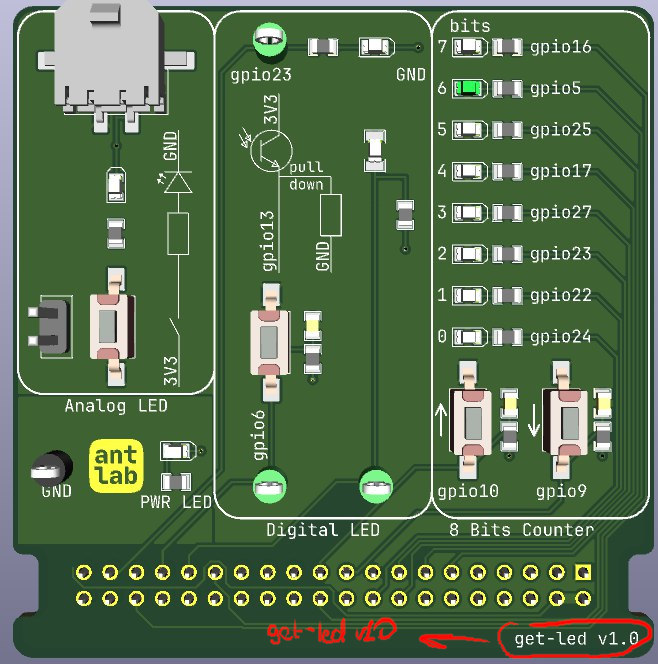 bits
7 gpio16
6 gpio5
5 gpio25
4 gpio17
3 gpio27
2 gpio23
1 gpio22
0 gpio24
gpio10
gpio9
8 Bits Counter
gpio23
GND
3V3
pull
down
gpio13
GND
gpio6
Digital LED
GND
3V3
Analog LED
GND
ant
lab
PWR LED
get-led v1.0
get-led v1.0